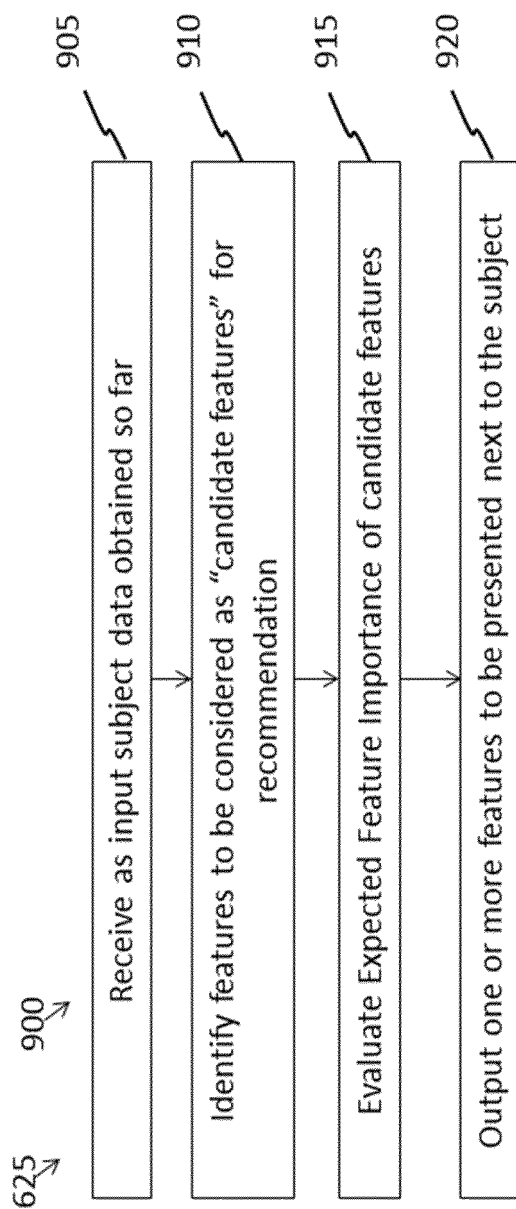 625
900
Receive as input subject data obtained so far
905
Identify features to be considered as “candidate features” for
recommendation
910
Evaluate Expected Feature Importance of candidate features
915
Output one or more features to be presented next to the subject
920